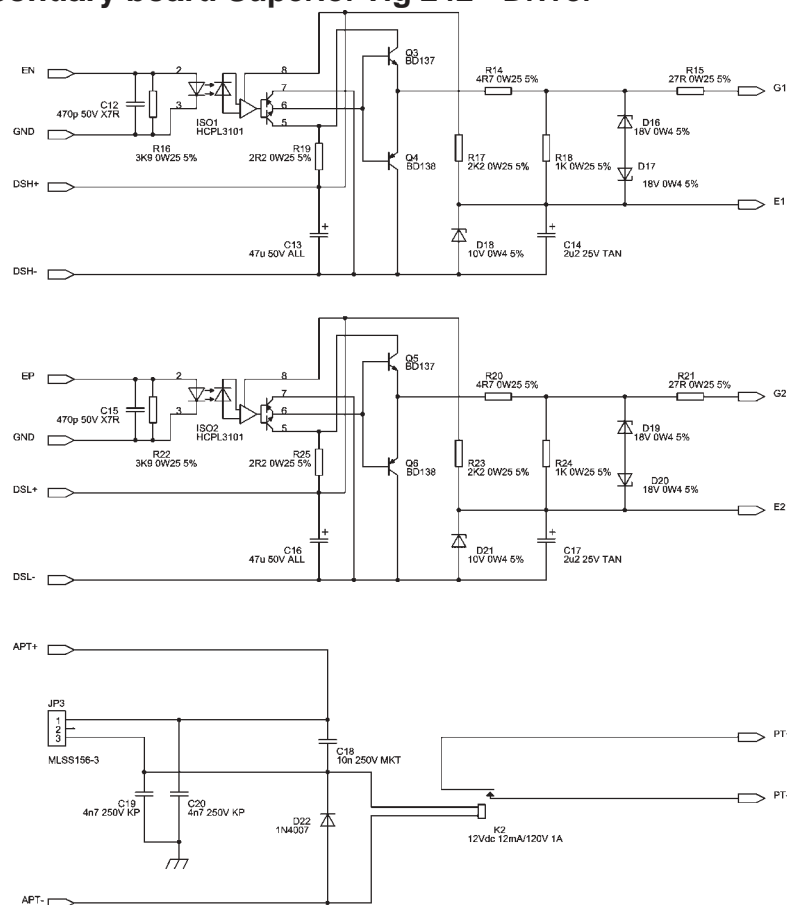 Q3
BD137
R14
4R7 0W25 5%
R15
27R 0W25 5%
EN
2
8
G1
C12
470p 50V X7R
3
7
6
5
ISO1
HCPL3101
D16
18V 0W4 5%
GND
R16
3K9 0W25 5%
R19
2R2 0W25 5%
Q4
BD138
R17
2K2 0W25 5%
R18
1K 0W25 5%
D17
18V 0W4 5%
DSH+
E1
+
C13
47u 50V ALL
D18
10V 0W4 5%
+
C14
2u2 25V TAN
DSH-
Q5
BD137
R20
4R7 0W25 5%
R21
27R 0W25 5%
EP
2
8
G2
C15
470p 50V X7R
3
7
6
5
ISO2
HCPL3101
D19
18V 0W4 5%
GND
R22
3K9 0W25 5%
R25
2R2 0W25 5%
Q6
BD138
R23
2K2 0W25 5%
R24
1K 0W25 5%
D20
18V 0W4 5%
DSL+
E2
+
C16
47u 50V ALL
D21
10V 0W4 5%
+
C17
2u2 25V TAN
DSL-
APT+
JP3
1
2
3
MLSS156-3
C18
10n 250V MKT
C19
4n7 250V KP
C20
4n7 250V KP
D22
1N4007
K2
12Vdc 12mA/120V 1A
APT-